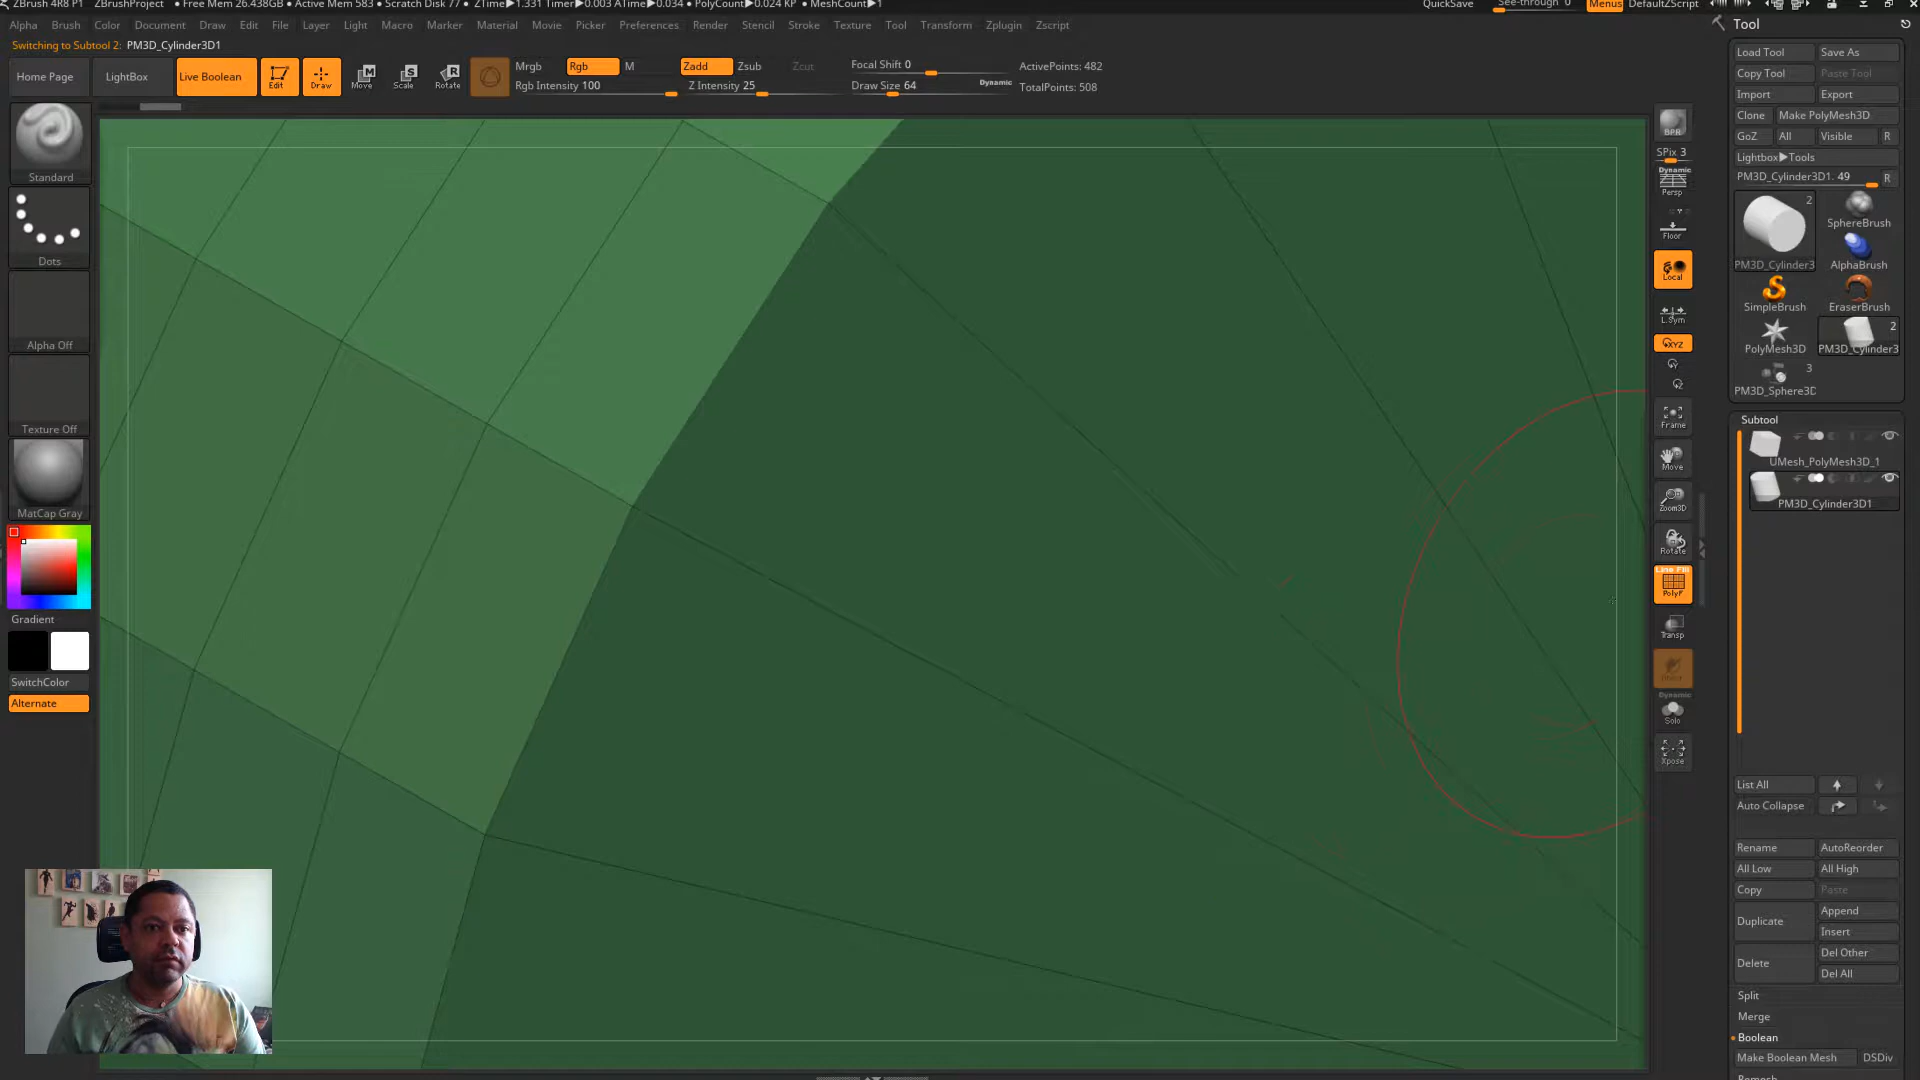 ZBrush 4R8 P1 ZBrushProject • Free Mem 26.438GB • Active Mem 583 • Scratch Disk 77 • ZTime▶1.331 Timer▶0.003 ATime▶0.034 • PolyCount▶0.024 KP • MeshCount▶1
QuickSave See-through 0 Menus DefaultZScript
Alpha Brush Color Document Draw Edit File Layer Light Macro Marker Material Movie Picker Preferences Render Stencil Stroke Texture Tool Transform Zplugin Zscript
Switching to Subtool 2: PM3D_Cylinder3D1
Home Page LightBox Live Boolean Edit Draw Move Scale Rotate
Mrgb Rgb M Zadd Zsub Zcut Focal Shift 0 ActivePoints: 482
Rgb Intensity 100 Z Intensity 25 Draw Size 64 Dynamic TotalPoints: 508
Standard
Dots
Alpha Off
Texture Off
MatCap Gray
Gradient
SwitchColor
Alternate
BPR
SPix 3
Dynamic
Persp
Floor
Local
L.Sym
XYZ
Frame
Move
Zoom3D
Rotate
Line Fill
PolyF
Transp
Dynamic
Solo
Xpose
Tool
Load Tool Save As
Copy Tool Paste Tool
Import Export
Clone Make PolyMesh3D
GoZ All Visible R
Lightbox▶Tools
PM3D_Cylinder3D1. 49 R
2
SphereBrush
PM3D_Cylinder3 AlphaBrush
SimpleBrush EraserBrush
2
PolyMesh3D PM3D_Cylinder3
3
PM3D_Sphere3D
Subtool
UMesh_PolyMesh3D_1
PM3D_Cylinder3D1
List All
Auto Collapse
Rename AutoReorder
All Low All High
Copy Paste
Duplicate Append
Insert
Delete Del Other
Del All
Split
Merge
Boolean
Make Boolean Mesh DSDiv
Remesh